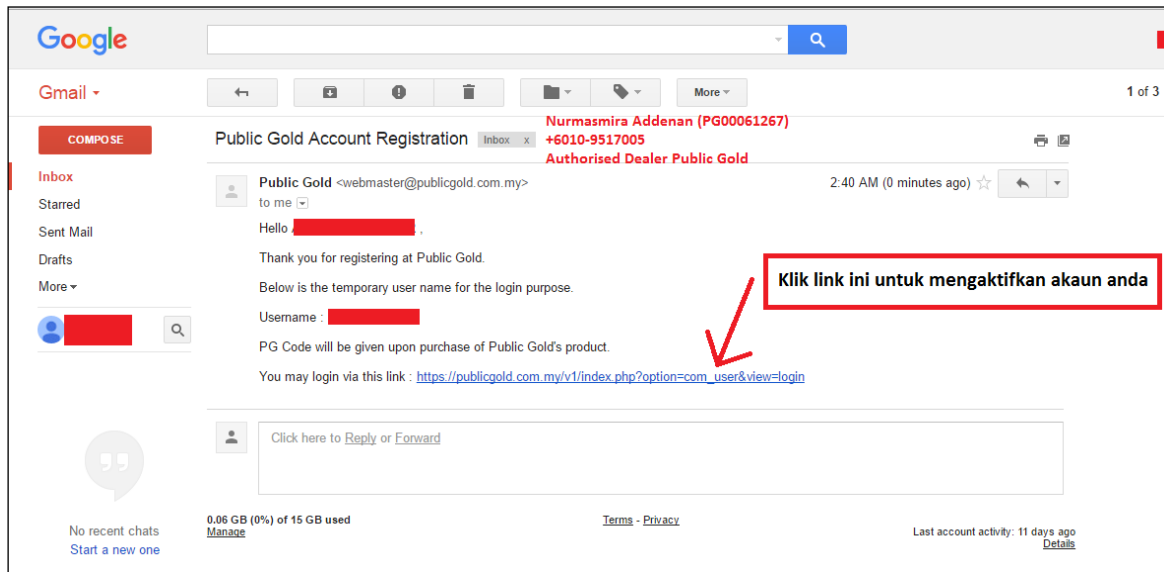 Google
Gmail
More
1 of 3
COMPOSE
Public Gold Account Registration
Inbox x
Nurmasmira Addenan (PG00061267)
+6010-9517005
Authorised Dealer Public Gold
Inbox
Starred
Sent Mail
Drafts
More
Public Gold <webmaster@publicgold.com.my>
2:40 AM (0 minutes ago)
to me
Hello
,
Thank you for registering at Public Gold.
Below is the temporary user name for the login purpose.
Username :
PG Code will be given upon purchase of Public Gold's product.
You may login via this link : https://publicgold.com.my/v1/index.php?option=com_user&view=login
Klik link ini untuk mengaktifkan akaun anda
Click here to Reply or Forward
No recent chats
Start a new one
0.06 GB (0%) of 15 GB used
Manage
Terms - Privacy
Last account activity: 11 days ago
Details